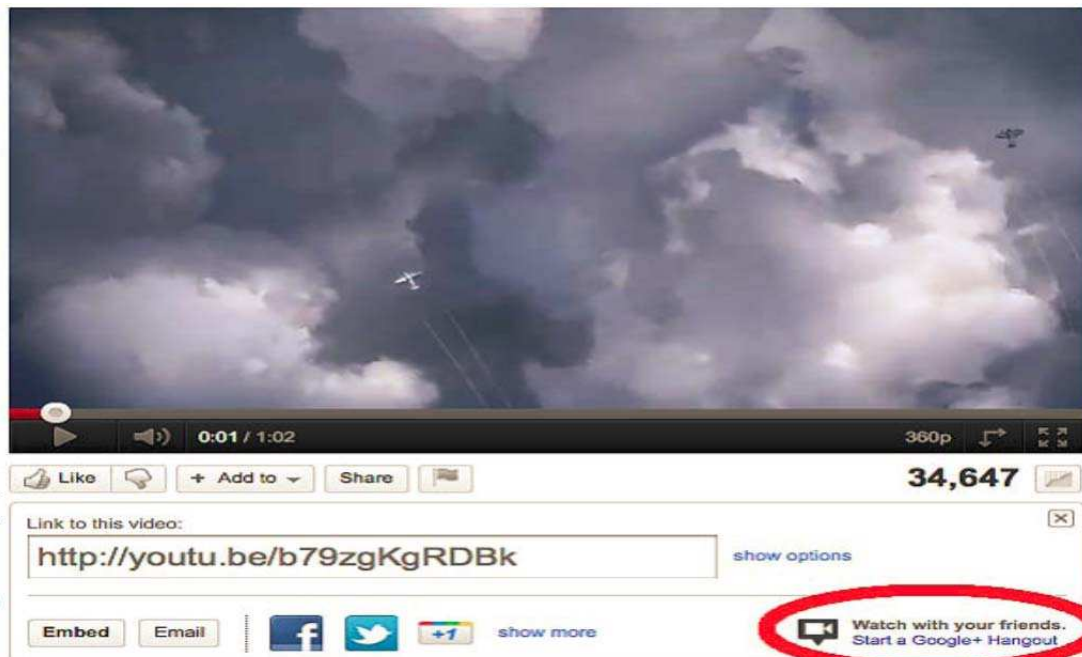 0:01 / 1:02 360p
Like + Add to Share 34,647
Link to this video:
http://youtu.be/b79zgKgRDBk show options
Embed Email f +1 show more
Watch with your friends.
Start a Google+ Hangout